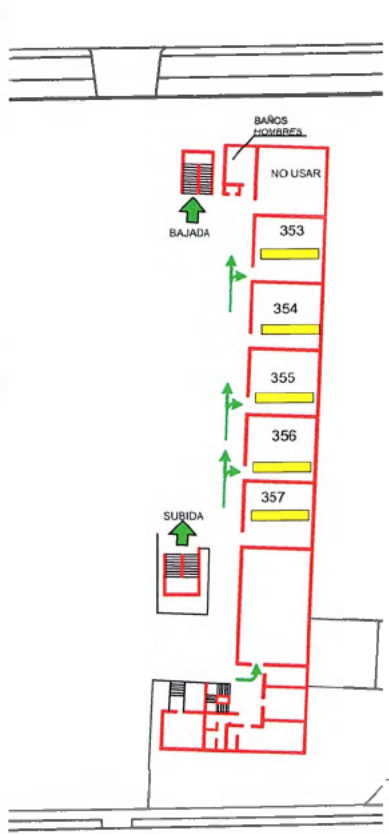 BAÑOS
HOMBRES
NO USAR
BAJADA
353
354
355
356
357
SUBIDA